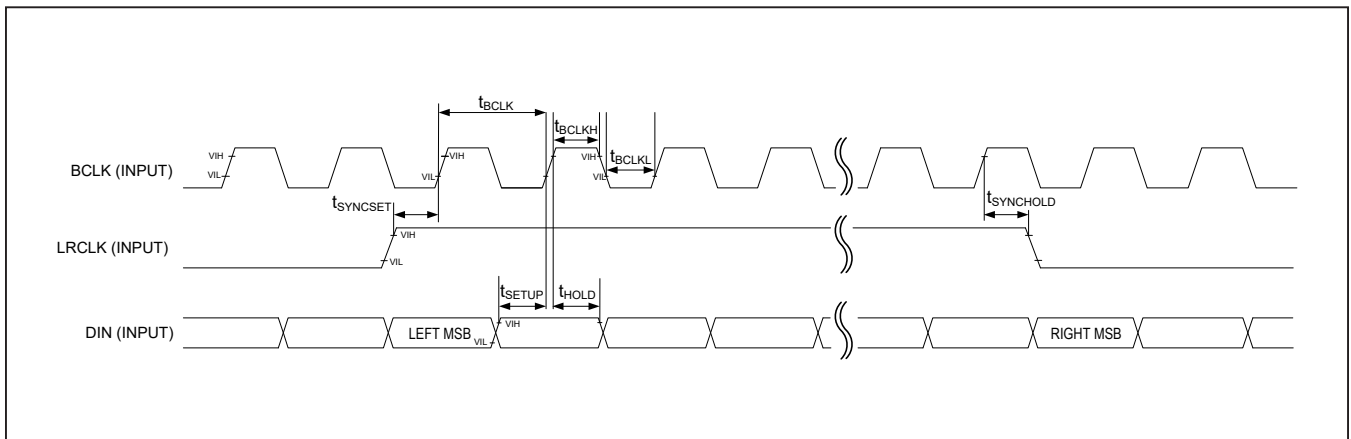 tBCLK
tBCLKH
tBCLKL
BCLK (INPUT)
VIH
VIL
VIH
VIL
VIH
VIL
tSYNCSET
tSYNCHOLD
LRCLK (INPUT)
VIH
VIL
tSETUP
tHOLD
DIN (INPUT)
LEFT MSB
VIL
VIH
RIGHT MSB